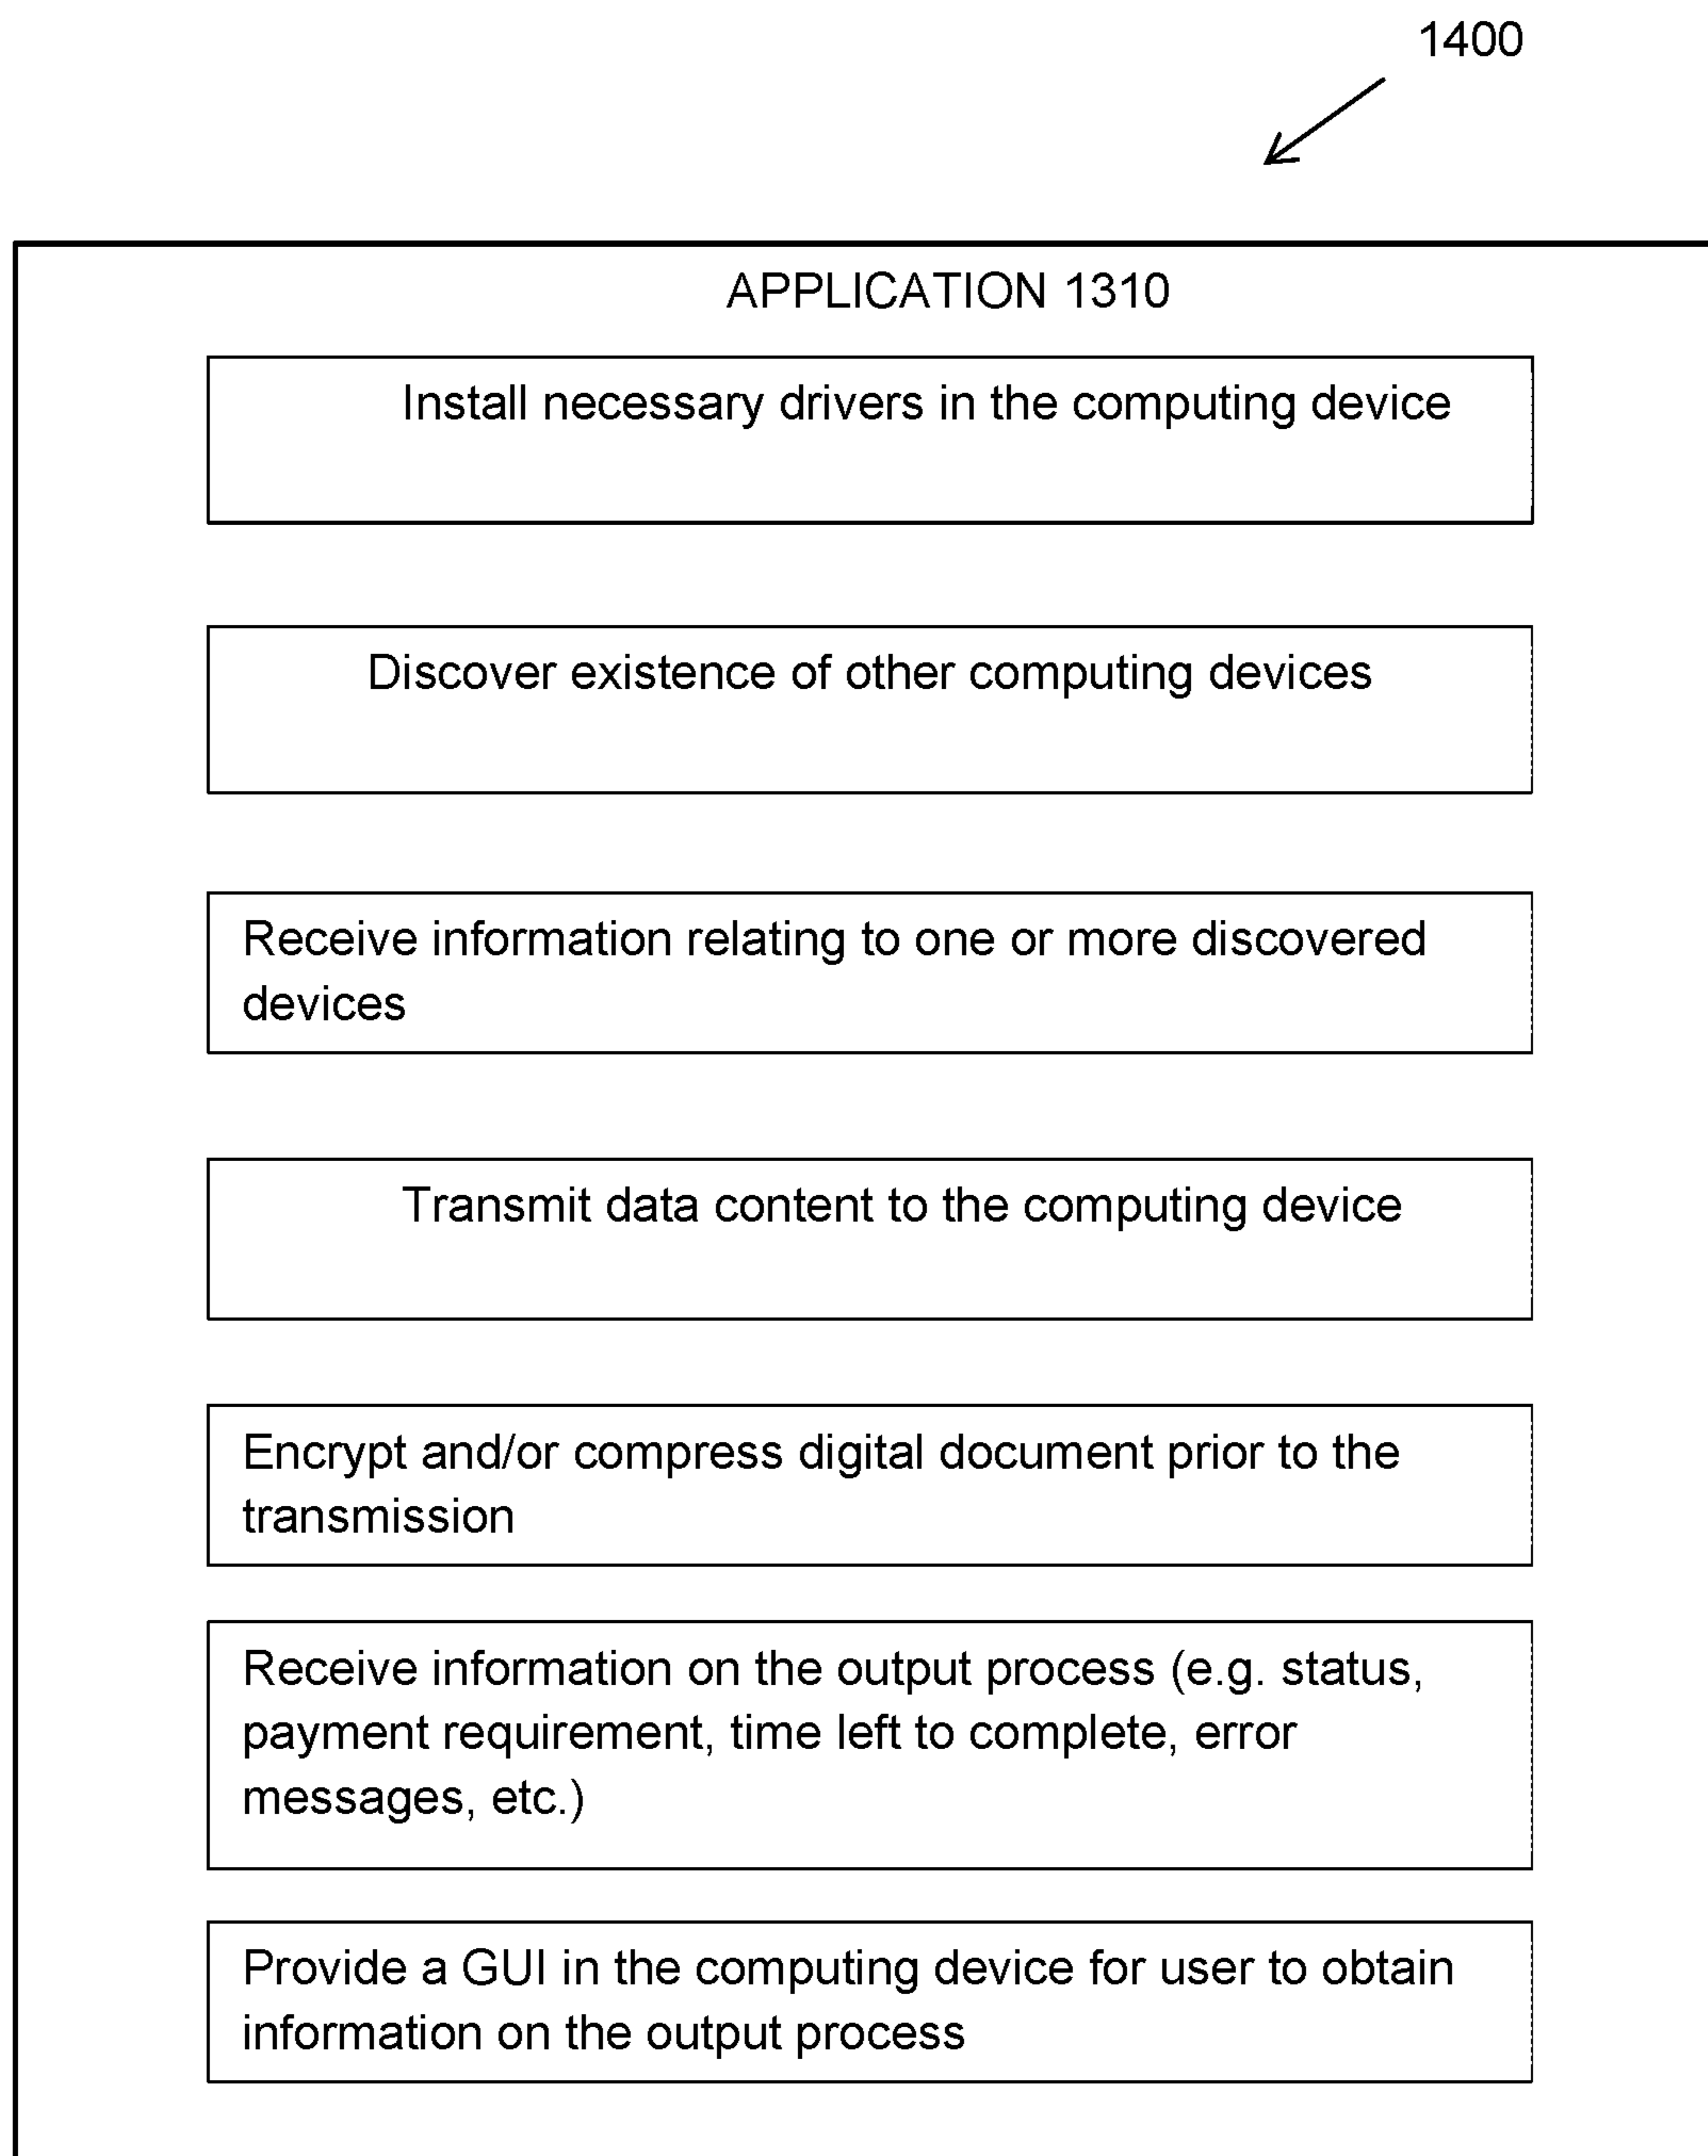 1400
APPLICATION 1310
Install necessary drivers in the computing device
Discover existence of other computing devices
Receive information relating to one or more discovered
devices
Transmit data content to the computing device
Encrypt and/or compress digital document prior to the
transmission
Receive information on the output process (e.g. status,
payment requirement, time left to complete, error
messages, etc.)
Provide a GUI in the computing device for user to obtain
information on the output process